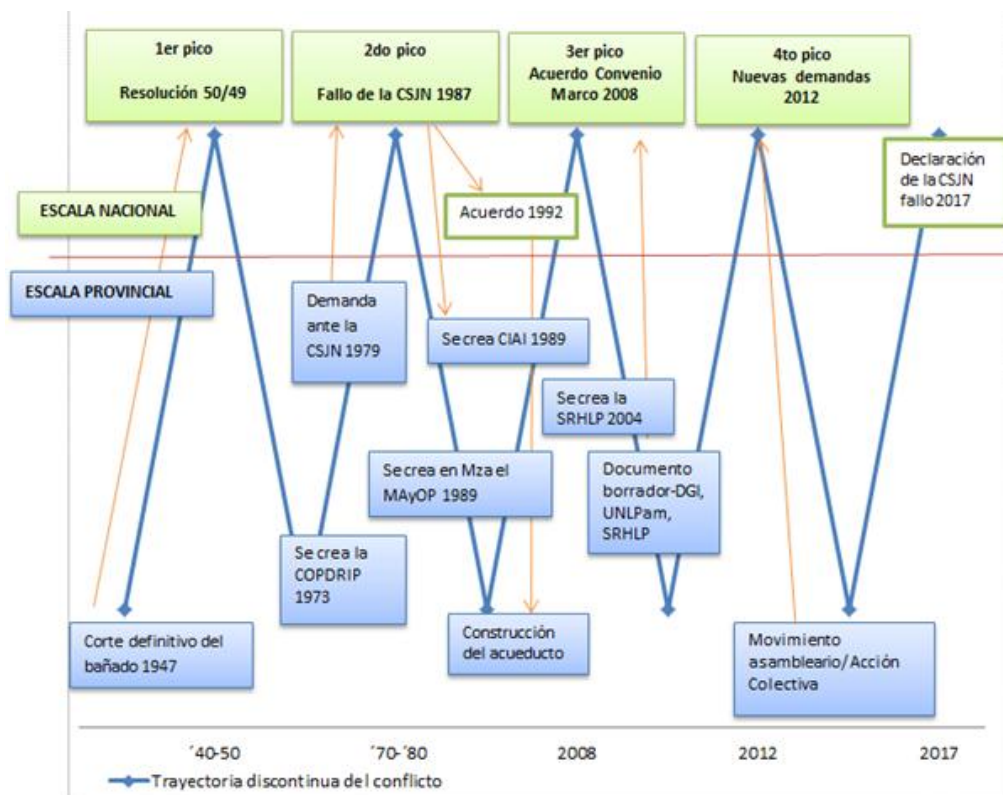 1er pico
Resolución 50/49
2do pico
Fallo de la CSJN 1987
3er pico
Acuerdo Convenio
Marco 2008
4to pico
Nuevas demandas
2012
Declaración
de la CSJN
fallo 2017
ESCALA NACIONAL
Acuerdo 1992
ESCALA PROVINCIAL
Demanda
ante la
CSJN 1979
Se crea CIAI 1989
Se crea la
SRHLP 2004
Se crea en Mza el
MAyOP 1989
Documento
borrador-DGI,
UNLPam,
SRHLP
Se crea la
COPDRIP
1973
Corte definitivo del
bañado 1947
Construcción
del acueducto
Movimiento
asambleario/Acción
Colectiva
´40-50
´70-´80
2008
2012
2017
Trayectoria discontinua del conflicto